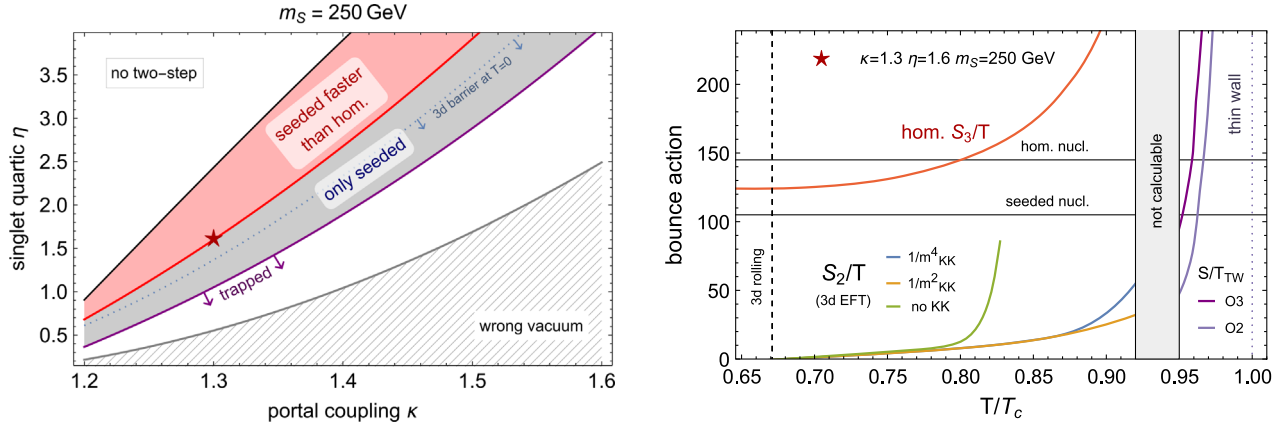 m_S = 250 GeV
no two-step
seeded faster
than hom.
3d barrier at T=0
only seeded
trapped
wrong vacuum
singlet quartic η
3.5
3.0
2.5
2.0
1.5
1.0
0.5
1.2 1.3 1.4 1.5 1.6
portal coupling κ
κ=1.3 η=1.6 m_S=250 GeV
hom. S_3/T
hom. nucl.
seeded nucl.
not calculable
thin wall
3d rolling
S_2/T
(3d EFT)
1/m^4_KK
1/m^2_KK
no KK
S/T_TW
O3
O2
bounce action
200
150
100
50
0
0.65 0.70 0.75 0.80 0.85 0.90 0.95 1.00
T/T_c